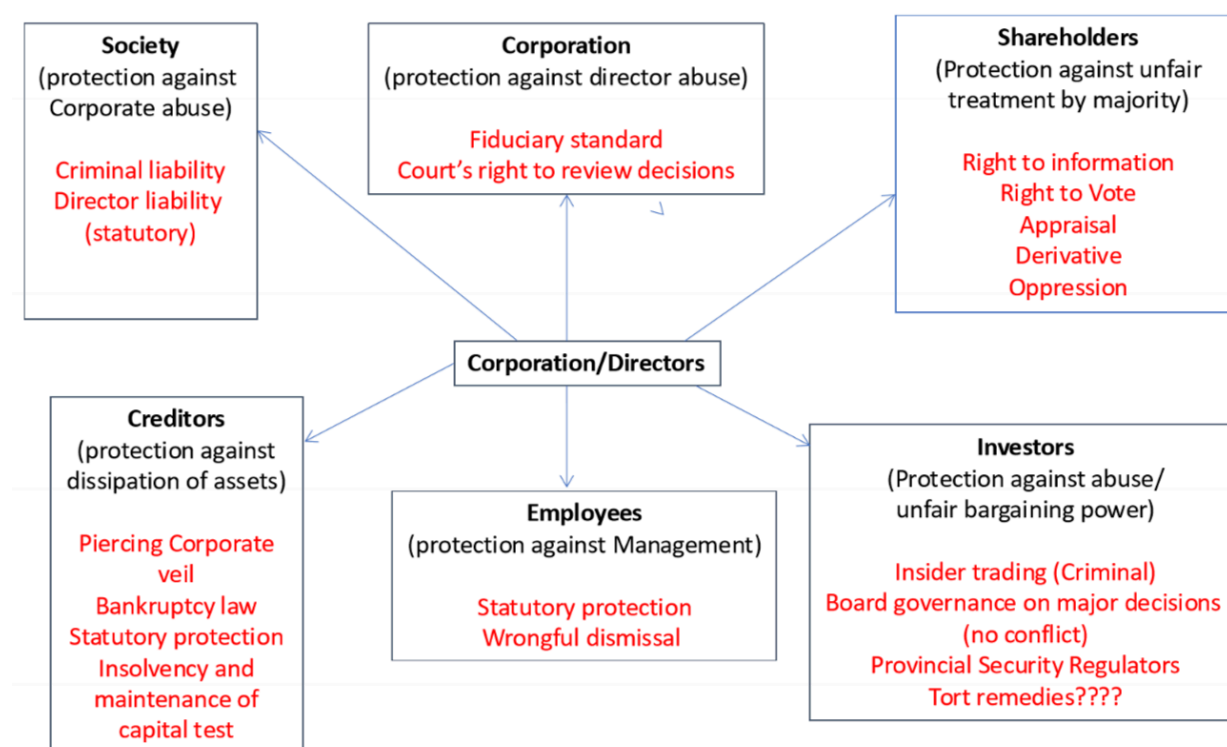 Society
(protection against
Corporate abuse)
Criminal liability
Director liability
(statutory)
Corporation
(protection against director abuse)
Fiduciary standard
Court's right to review decisions
Shareholders
(Protection against unfair
treatment by majority)
Right to information
Right to Vote
Appraisal
Derivative
Oppression
Corporation/Directors
Creditors
(protection against
dissipation of assets)
Piercing Corporate
veil
Bankruptcy law
Statutory protection
Insolvency and
maintenance of
capital test
Employees
(protection against Management)
Statutory protection
Wrongful dismissal
Investors
(Protection against abuse/
unfair bargaining power)
Insider trading (Criminal)
Board governance on major decisions
(no conflict)
Provincial Security Regulators
Tort remedies????